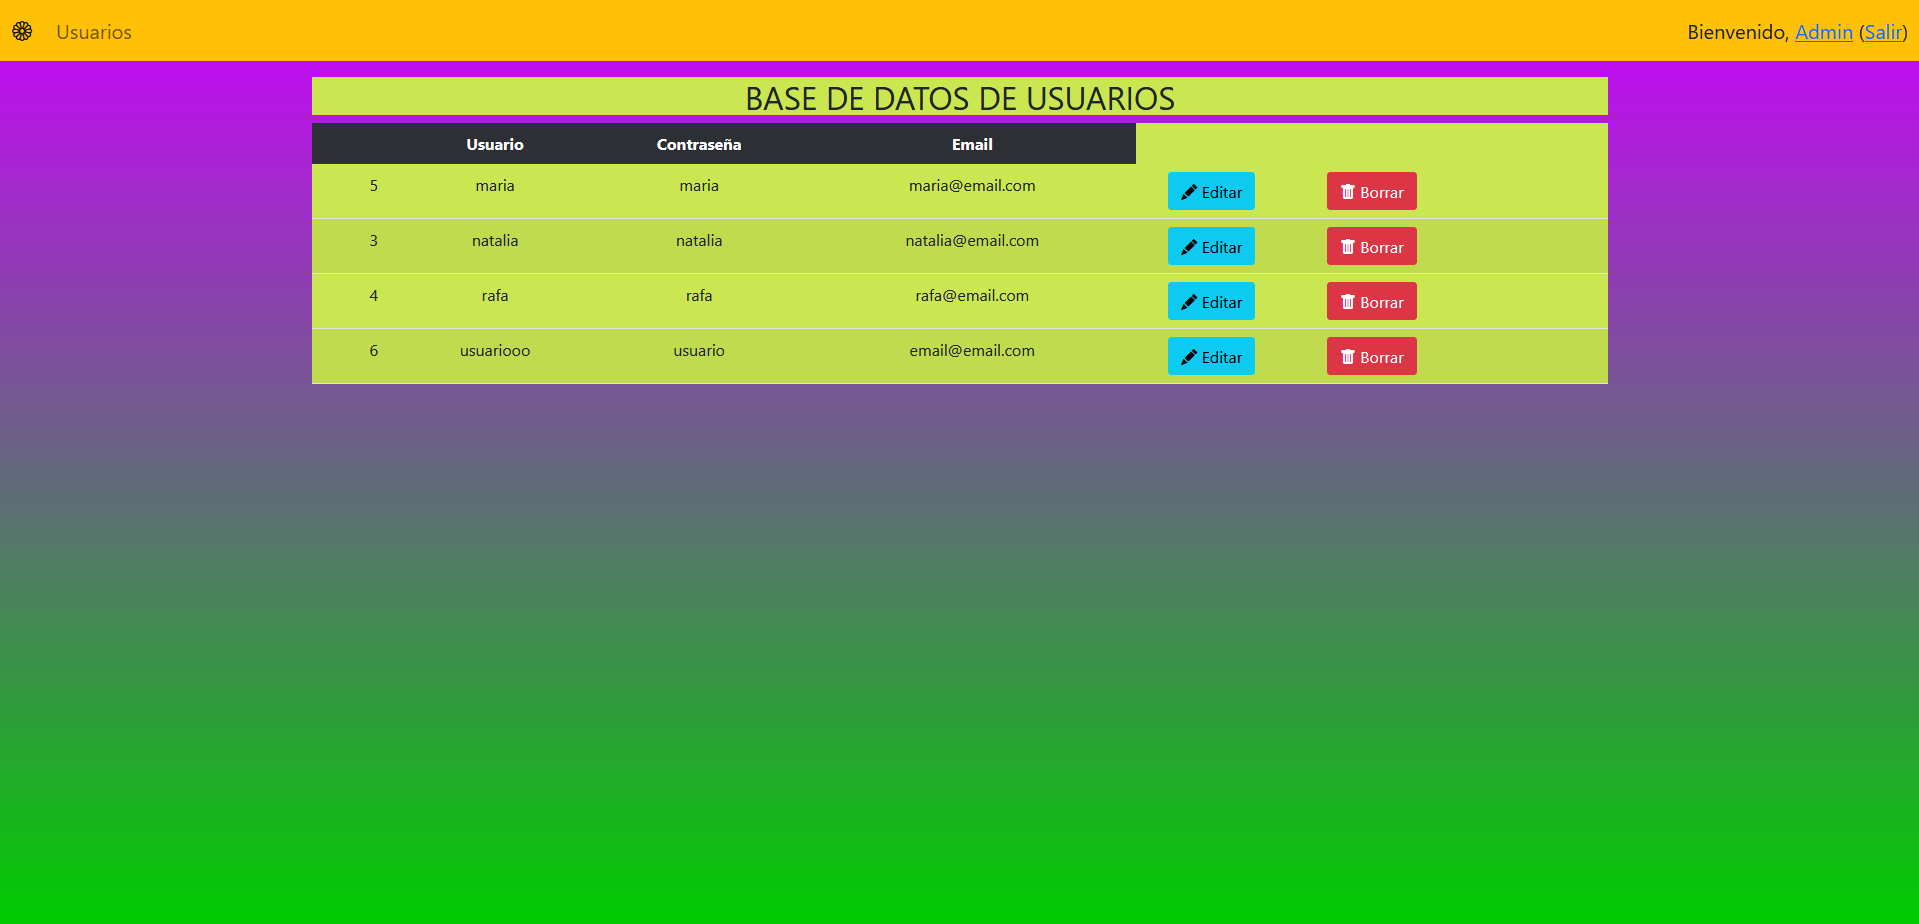 Usuarios
Bienvenido, Admin (Salir)
BASE DE DATOS DE USUARIOS
Usuario Contraseña Email
5 maria maria maria@email.com Editar Borrar
3 natalia natalia natalia@email.com Editar Borrar
4 rafa rafa rafa@email.com Editar Borrar
6 usuariooo usuario email@email.com Editar Borrar